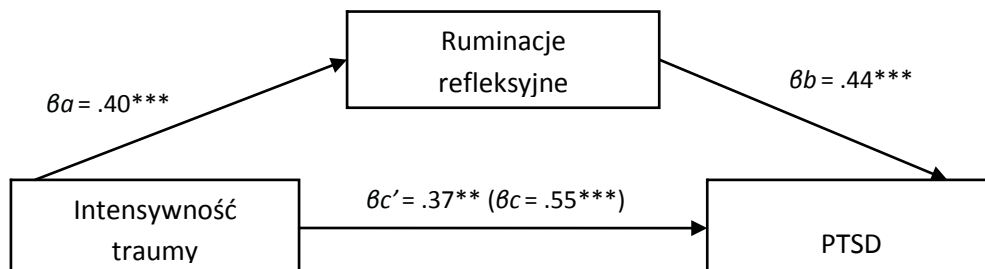 Ruminacje
refleksyjne
βa = .40***
βb = .44***
βc’ = .37** (βc = .55***)
Intensywność
traumy
PTSD